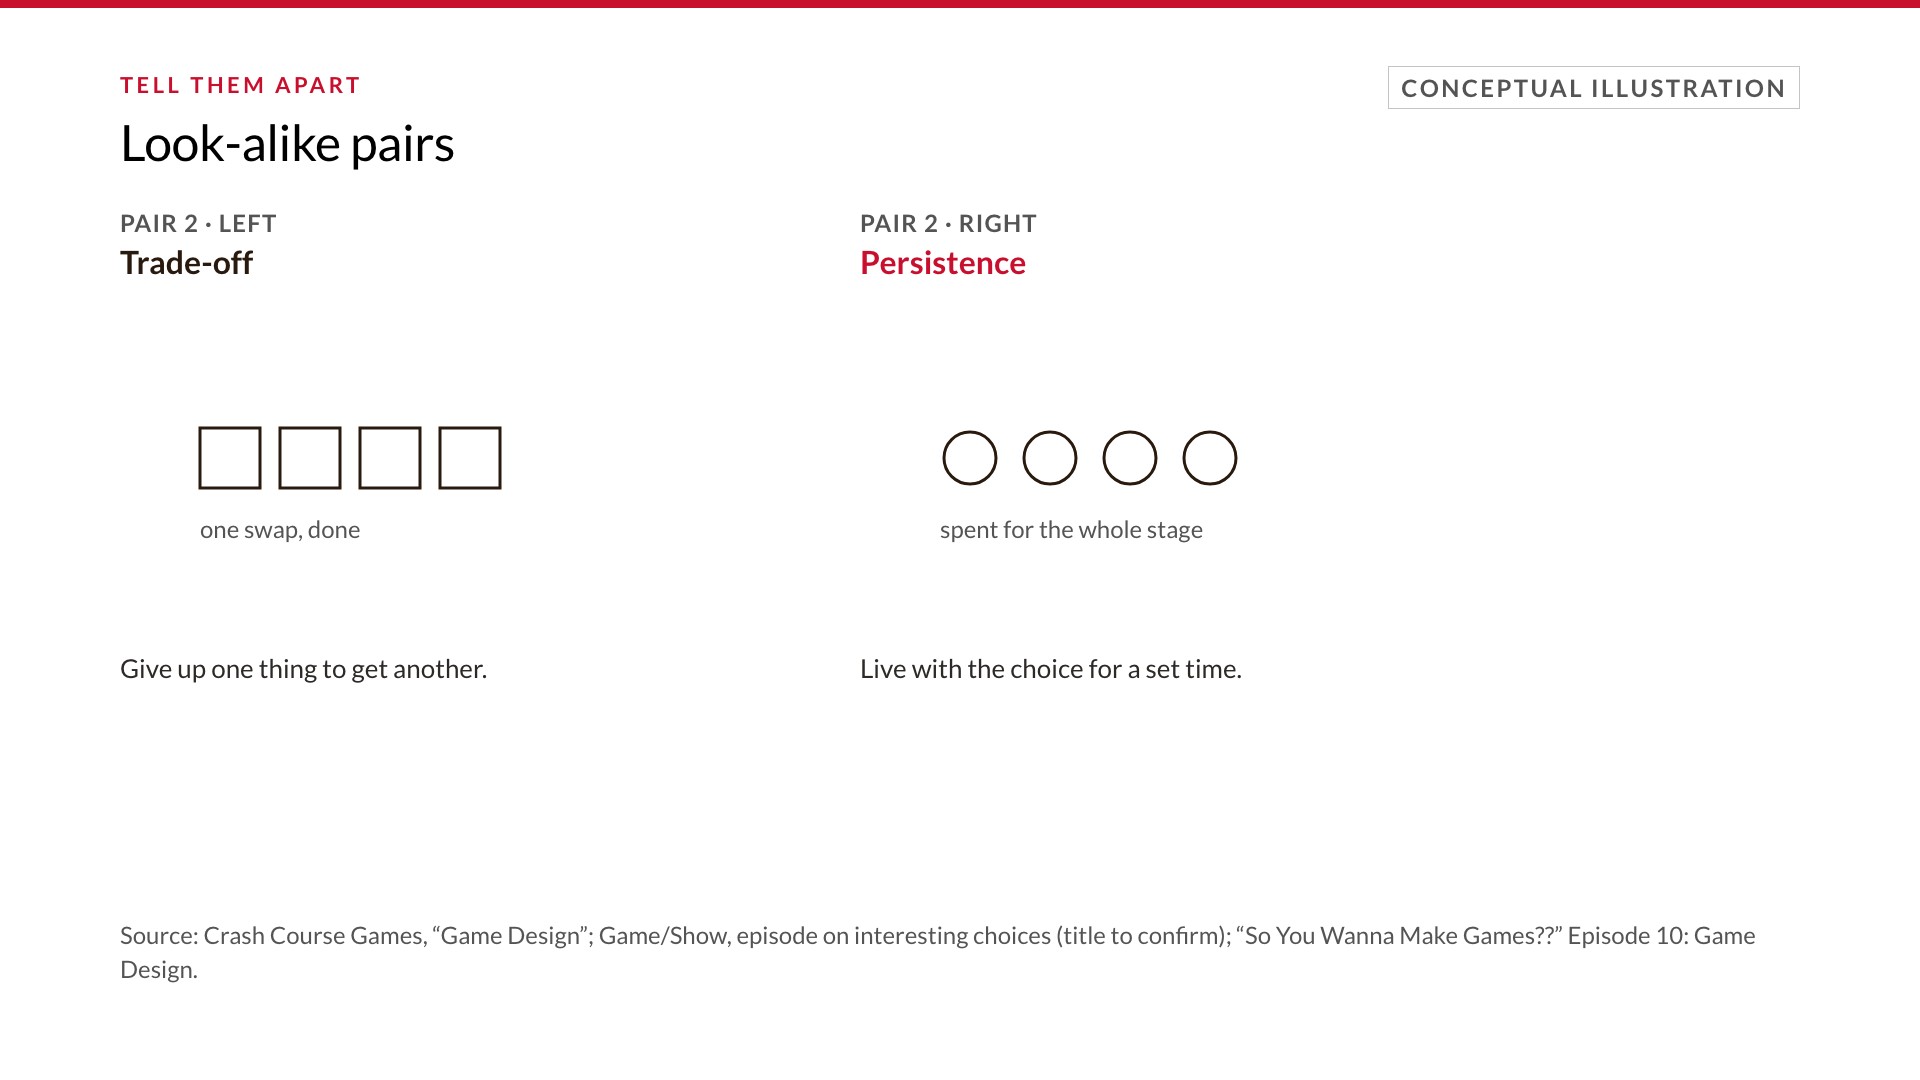 TELL THEM APART
CONCEPTUAL ILLUSTRATION
Look-alike pairs
PAIR 2 · LEFT
Trade-off
PAIR 2 · RIGHT
Persistence
one swap, done
spent for the whole stage
Give up one thing to get another.
Live with the choice for a set time.
Source: Crash Course Games, “Game Design”; Game/Show, episode on interesting choices (title to confirm); “So You Wanna Make Games??” Episode 10: Game
Design.